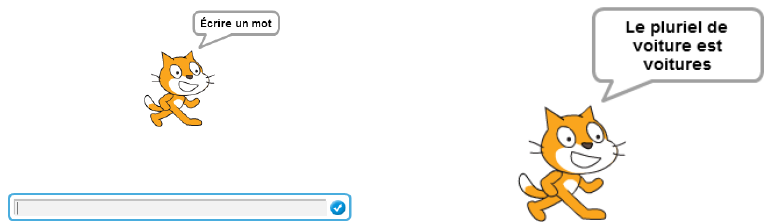 Écrire un mot
Le pluriel de
voiture est
voitures